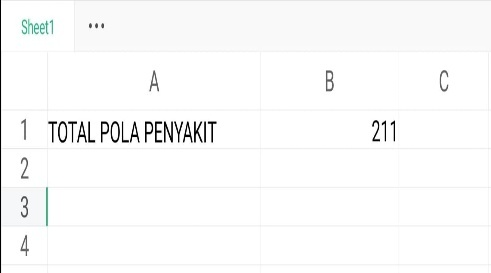 Sheet1 •••
A B C
1 TOTAL POLA PENYAKIT 211
2
3
4